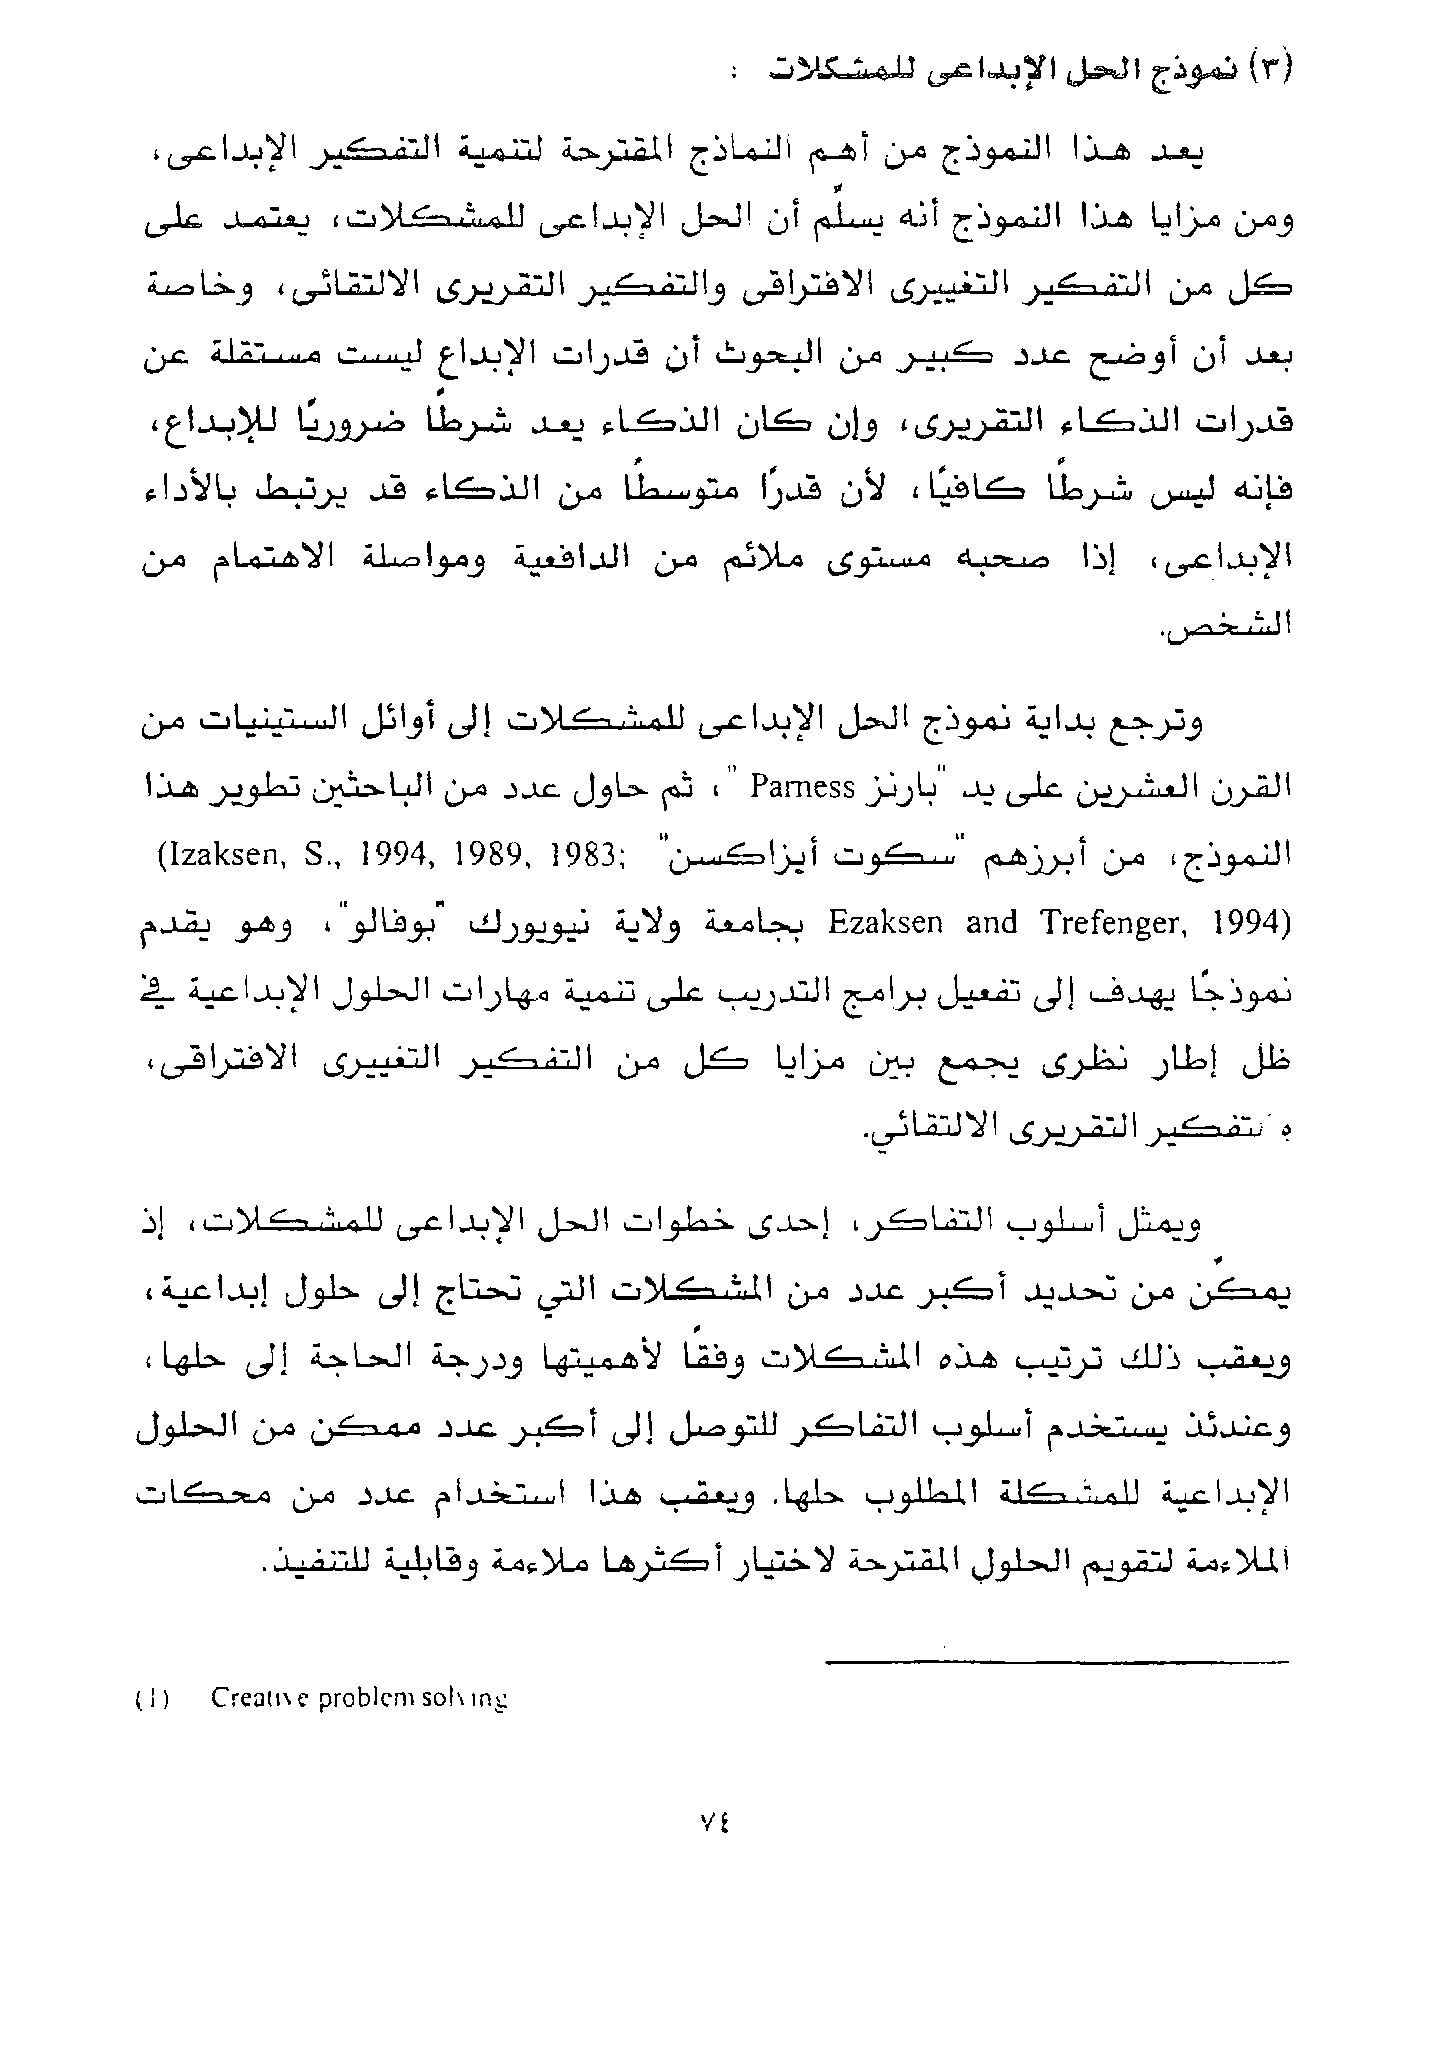 (٣) نموذج الحل الإبداعى للمشكلات :
يعد هذا النموذج من أهم النماذج المقترحة لتنمية التفكير الإبداعى،
ومن مزايا هذا النموذج أنه يسلّم أن الحل الإبداعى للمشكلات، يعتمد على
كل من التفكير التغييرى الافتراقى والتفكير التقريرى الالتقائى، وخاصة
بعد أن أوضح عدد كبير من البحوث أن قدرات الإبداع ليست مستقلة عن
قدرات الذكاء التقريرى، وإن كان الذكاء يعد شرطًا ضروريًا للإبداع،
فإنه ليس شرطًا كافيًا، لأن قدرًا متوسطًا من الذكاء قد يرتبط بالأداء
الإبداعى، إذا صحبه مستوى ملائم من الدافعية ومواصلة الاهتمام من
الشخص.
وترجع بداية نموذج الحل الإبداعى للمشكلات إلى أوائل الستينيات من
القرن العشرين على يد "بارنز Parness "، ثم حاول عدد من الباحثين تطوير هذا
النموذج، من أبرزهم "سكوت أيزاكسن" (Izaksen, S., 1994, 1989, 1983;
Ezaksen and Trefenger, 1994) بجامعة ولاية نيويورك "بوفالو"، وهو يقدم
نموذجًا يهدف إلى تفعيل برامج التدريب على تنمية مهارات الحلول الإبداعية في
ظل إطار نظرى يجمع بين مزايا كل من التفكير التغييرى الافتراقى،
التقريرى الالتقائي.
ويمثل أسلوب التفاكر، إحدى خطوات الحل الإبداعى للمشكلات، إذ
يمكّن من تحديد أكبر عدد من المشكلات التي تحتاج إلى حلول إبداعية،
ويعقب ذلك ترتيب هذه المشكلات وفقًا لأهميتها ودرجة الحاجة إلى حلها،
وعندئذ يستخدم أسلوب التفاكر للتوصل إلى أكبر عدد ممكن من الحلول
الإبداعية للمشكلة المطلوب حلها. ويعقب هذا استخدام عدد من محكات
الملاءمة لتقويم الحلول المقترحة لاختيار أكثرها ملاءمة وقابلية للتنفيذ.
(1) Creative problem solving
٧٤